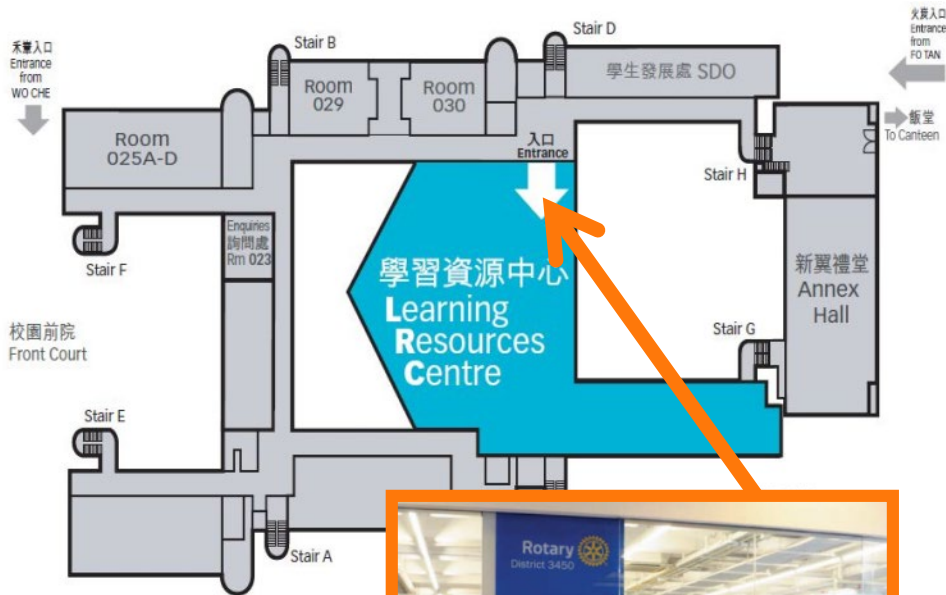 禾輋入口
Entrance
from
WO CHE
Stair B
Room
029
Room
030
Stair D
學生發展處 SDO
火炭入口
Entrance
from
FO TAN
飯堂
To Canteen
Room
025A-D
入口
Entrance
Stair H
Stair F
Enquiries
詢問處
Rm 023
學習資源中心
Learning
Resources
Centre
新翼禮堂
Annex
Hall
校園前院
Front Court
Stair G
Stair E
Stair A
Rotary
District 3450